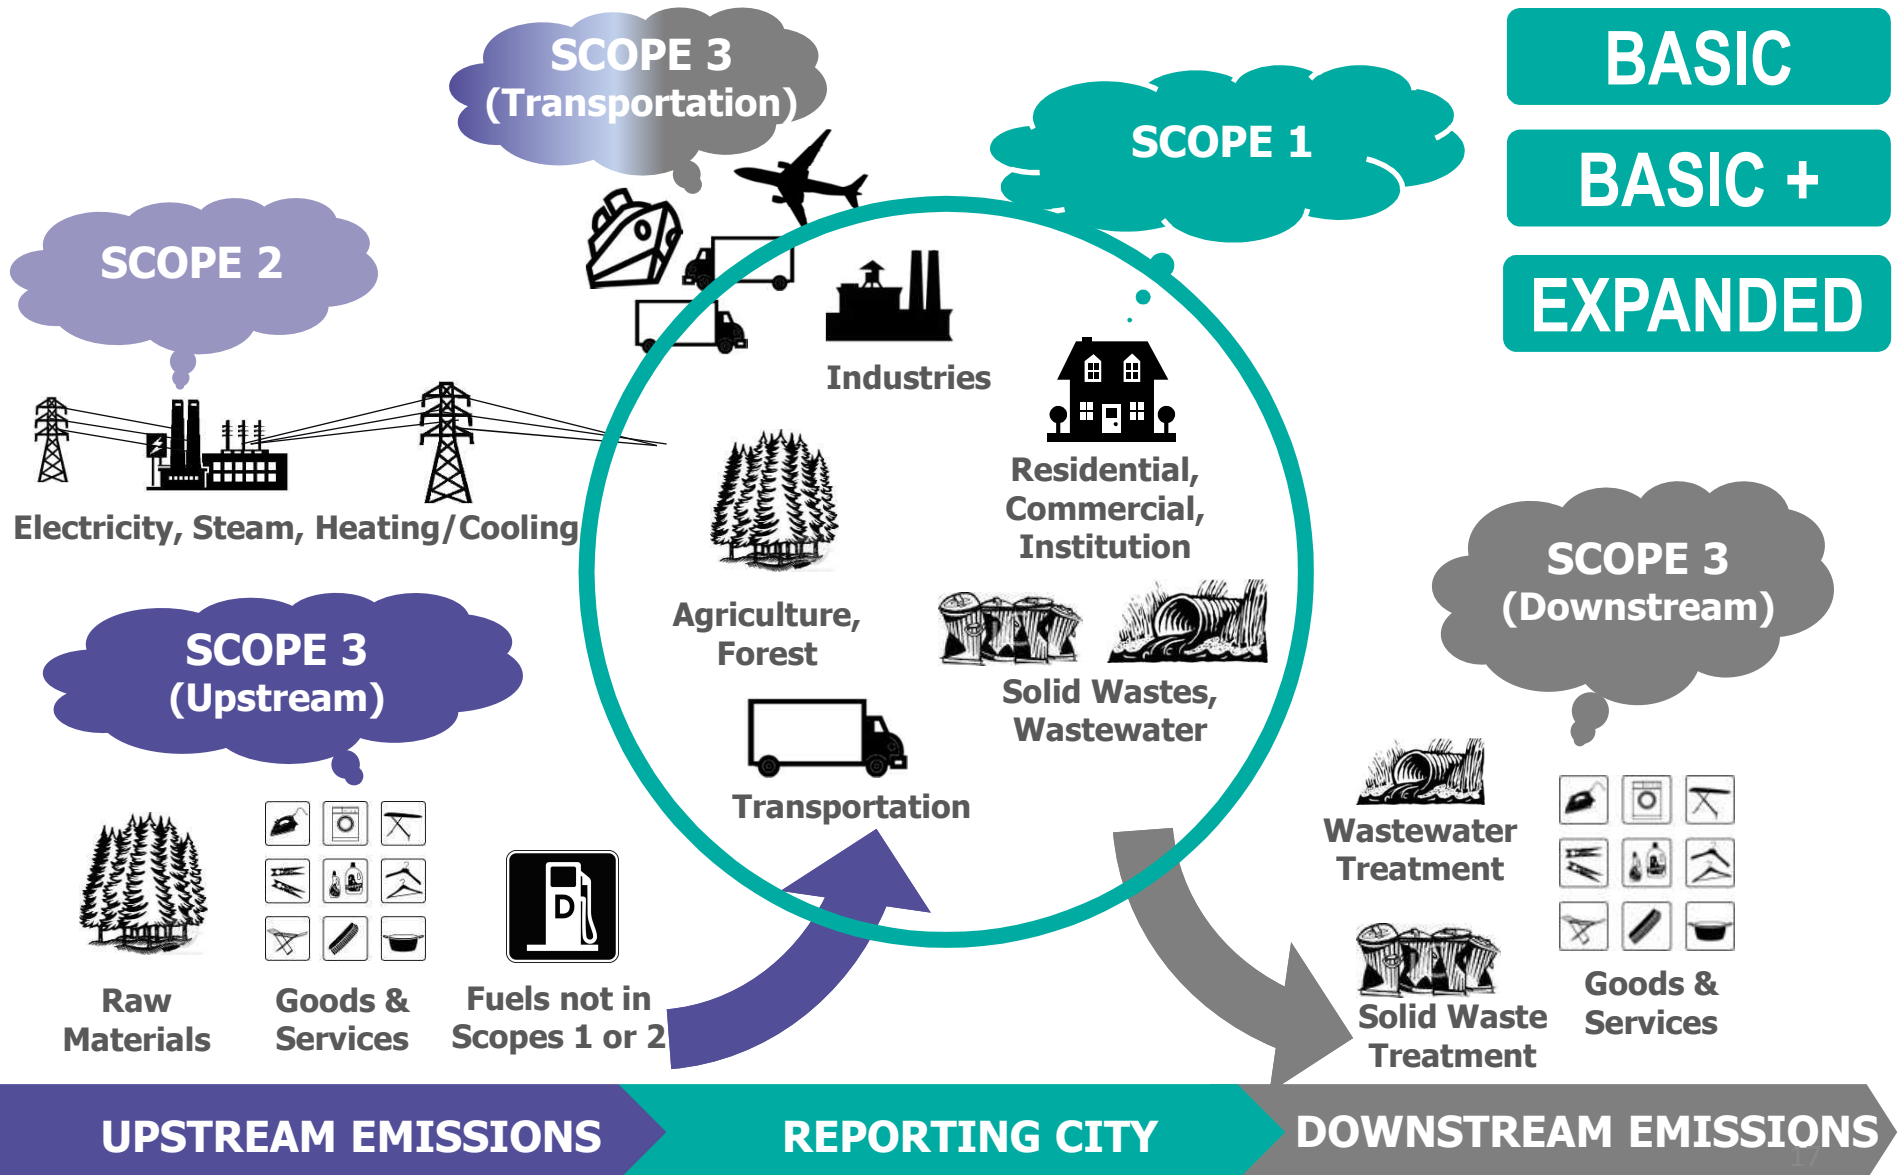 SCOPE 3
(Transportation)
SCOPE 1
BASIC
BASIC +
EXPANDED
SCOPE 2
Electricity, Steam, Heating/Cooling
Industries
Residential,
Commercial,
Institution
Agriculture,
Forest
Solid Wastes,
Wastewater
Transportation
SCOPE 3
(Upstream)
Raw
Materials
Goods &
Services
D
Fuels not in
Scopes 1 or 2
SCOPE 3
(Downstream)
Wastewater
Treatment
Solid Waste
Treatment
Goods &
Services
UPSTREAM EMISSIONS
REPORTING CITY
DOWNSTREAM EMISSIONS
17